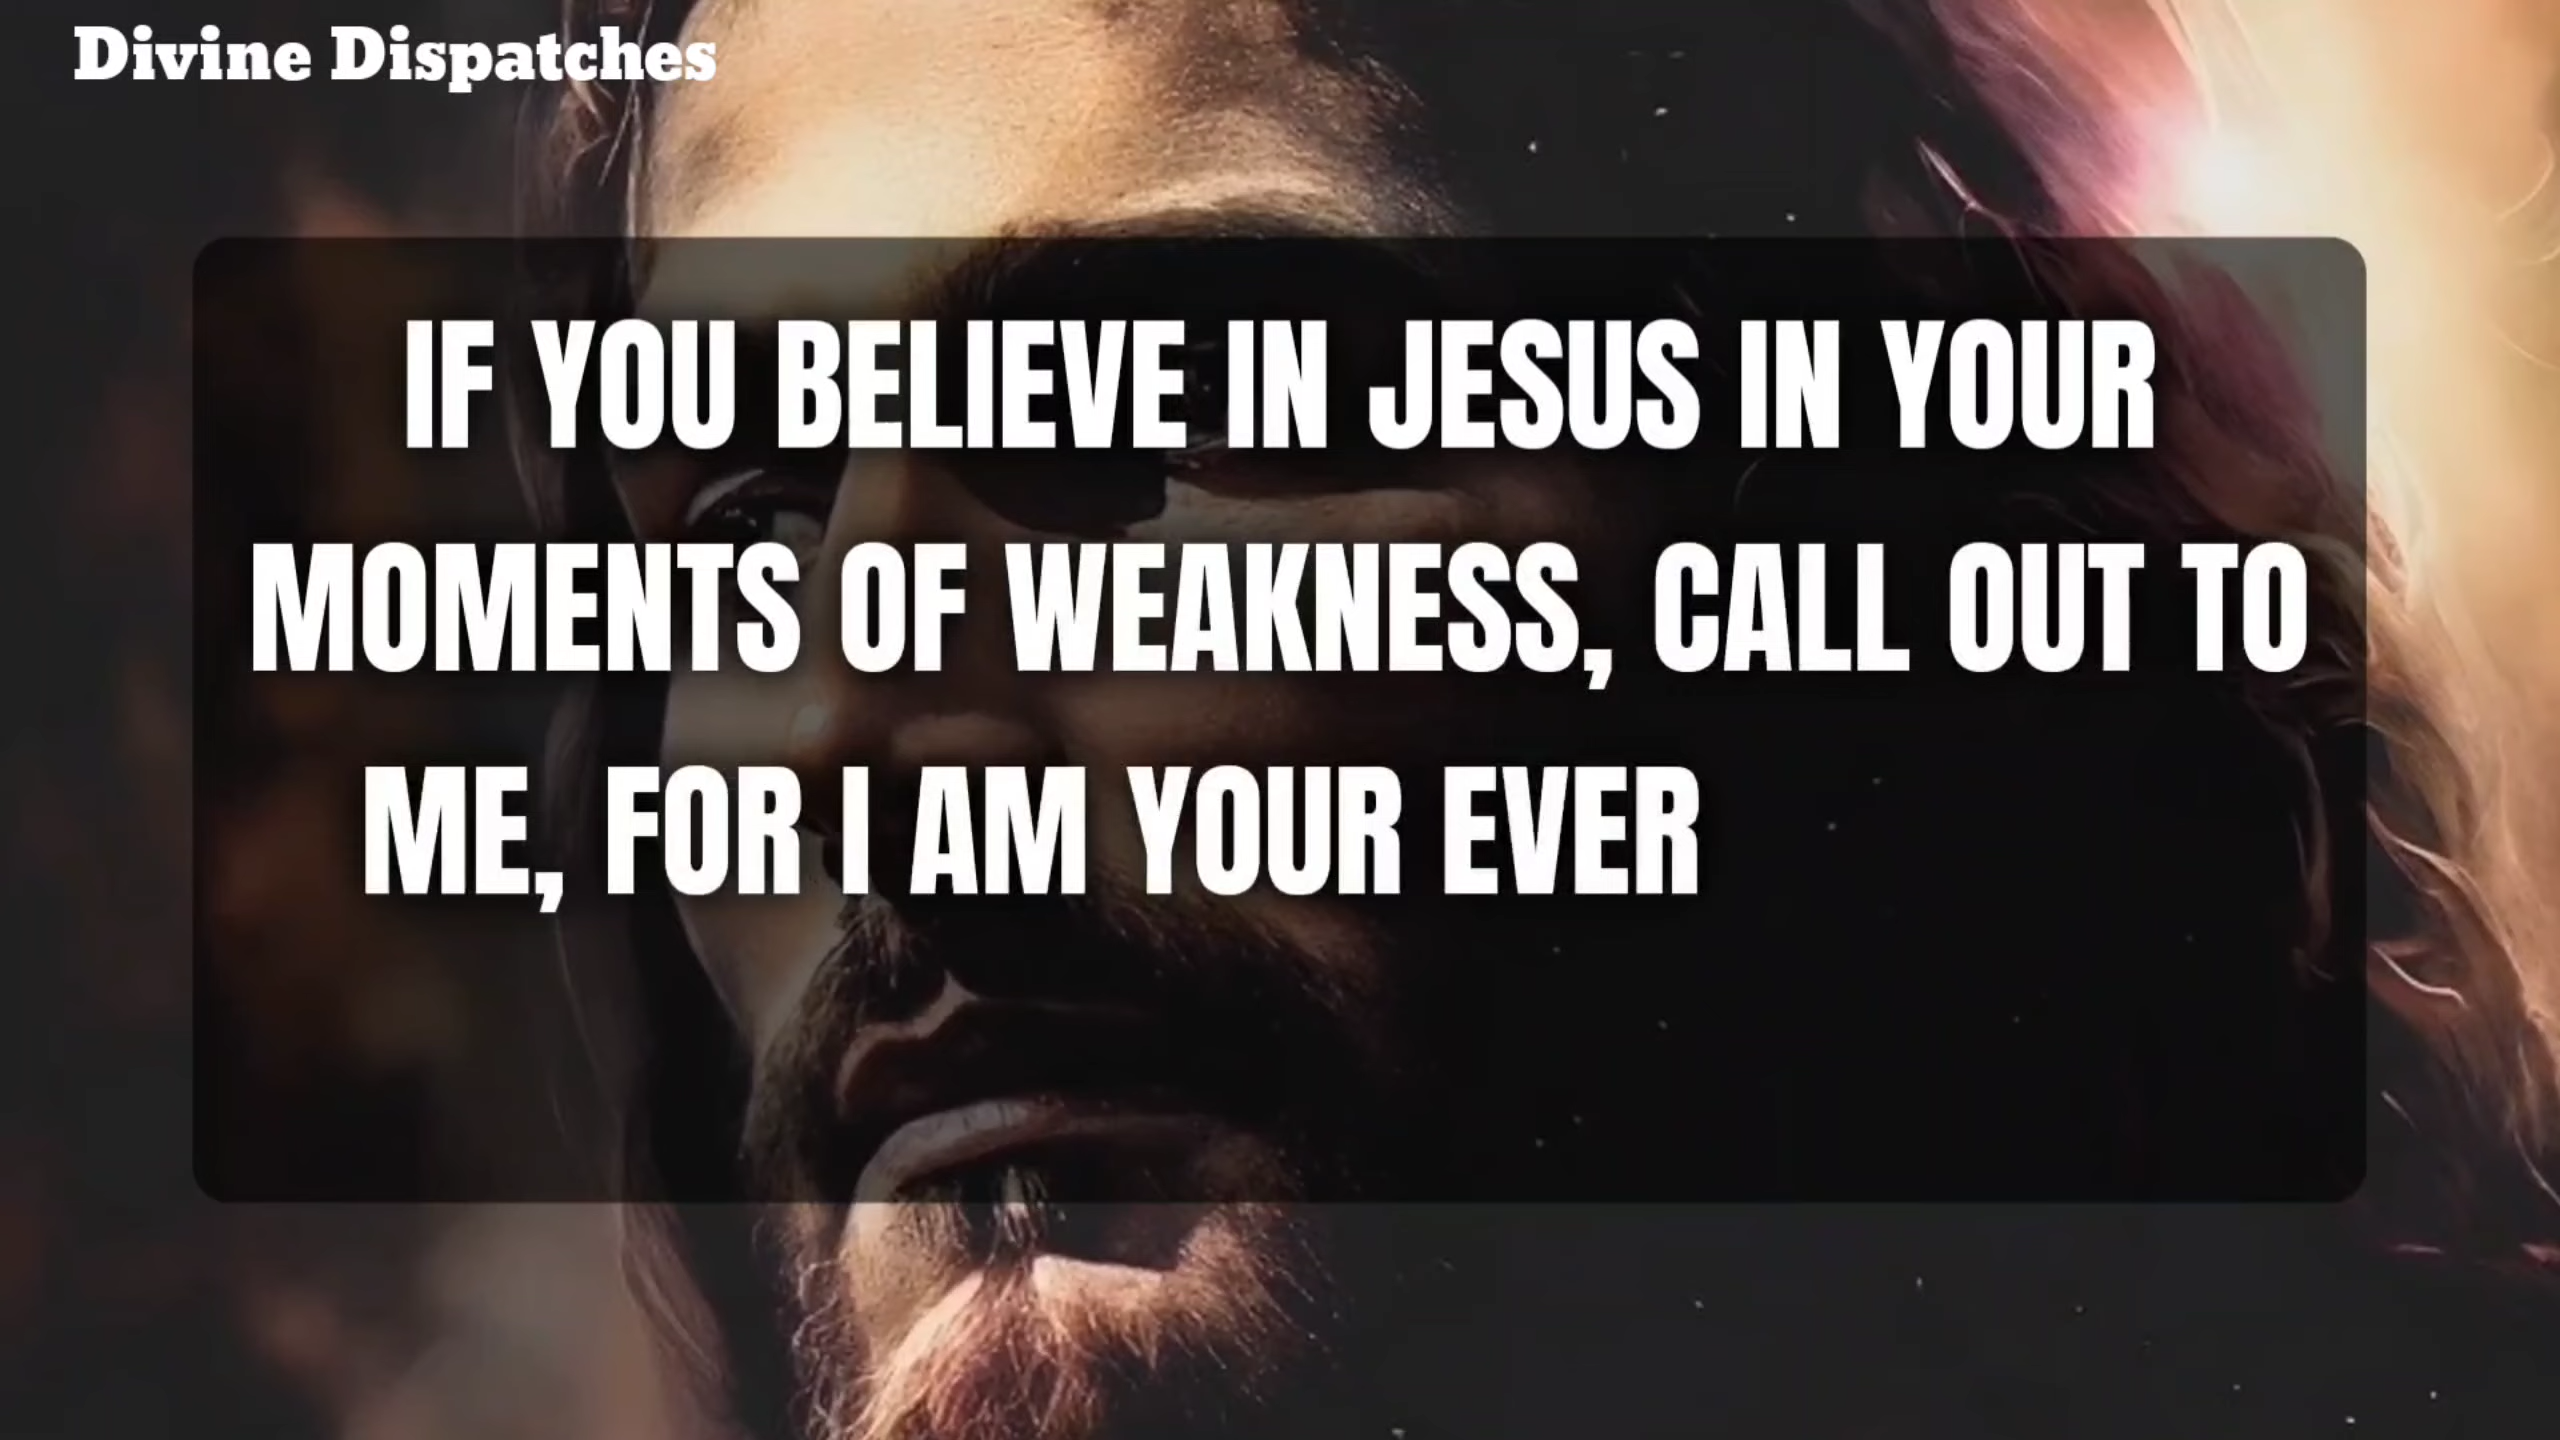 Divine Dispatches
IF YOU BELIEVE IN JESUS IN YOUR
MOMENTS OF WEAKNESS, CALL OUT TO
ME, FOR I AM YOUR EVER